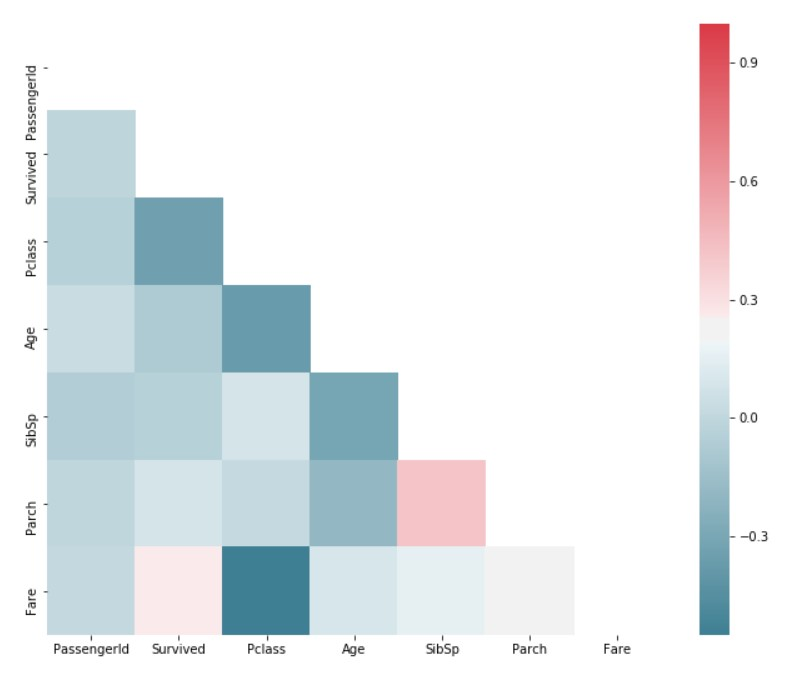 PassengerId
Survived
Pclass
Age
SibSp
Parch
Fare
PassengerId Survived Pclass Age SibSp Parch Fare
0.9
0.6
0.3
0.0
−0.3